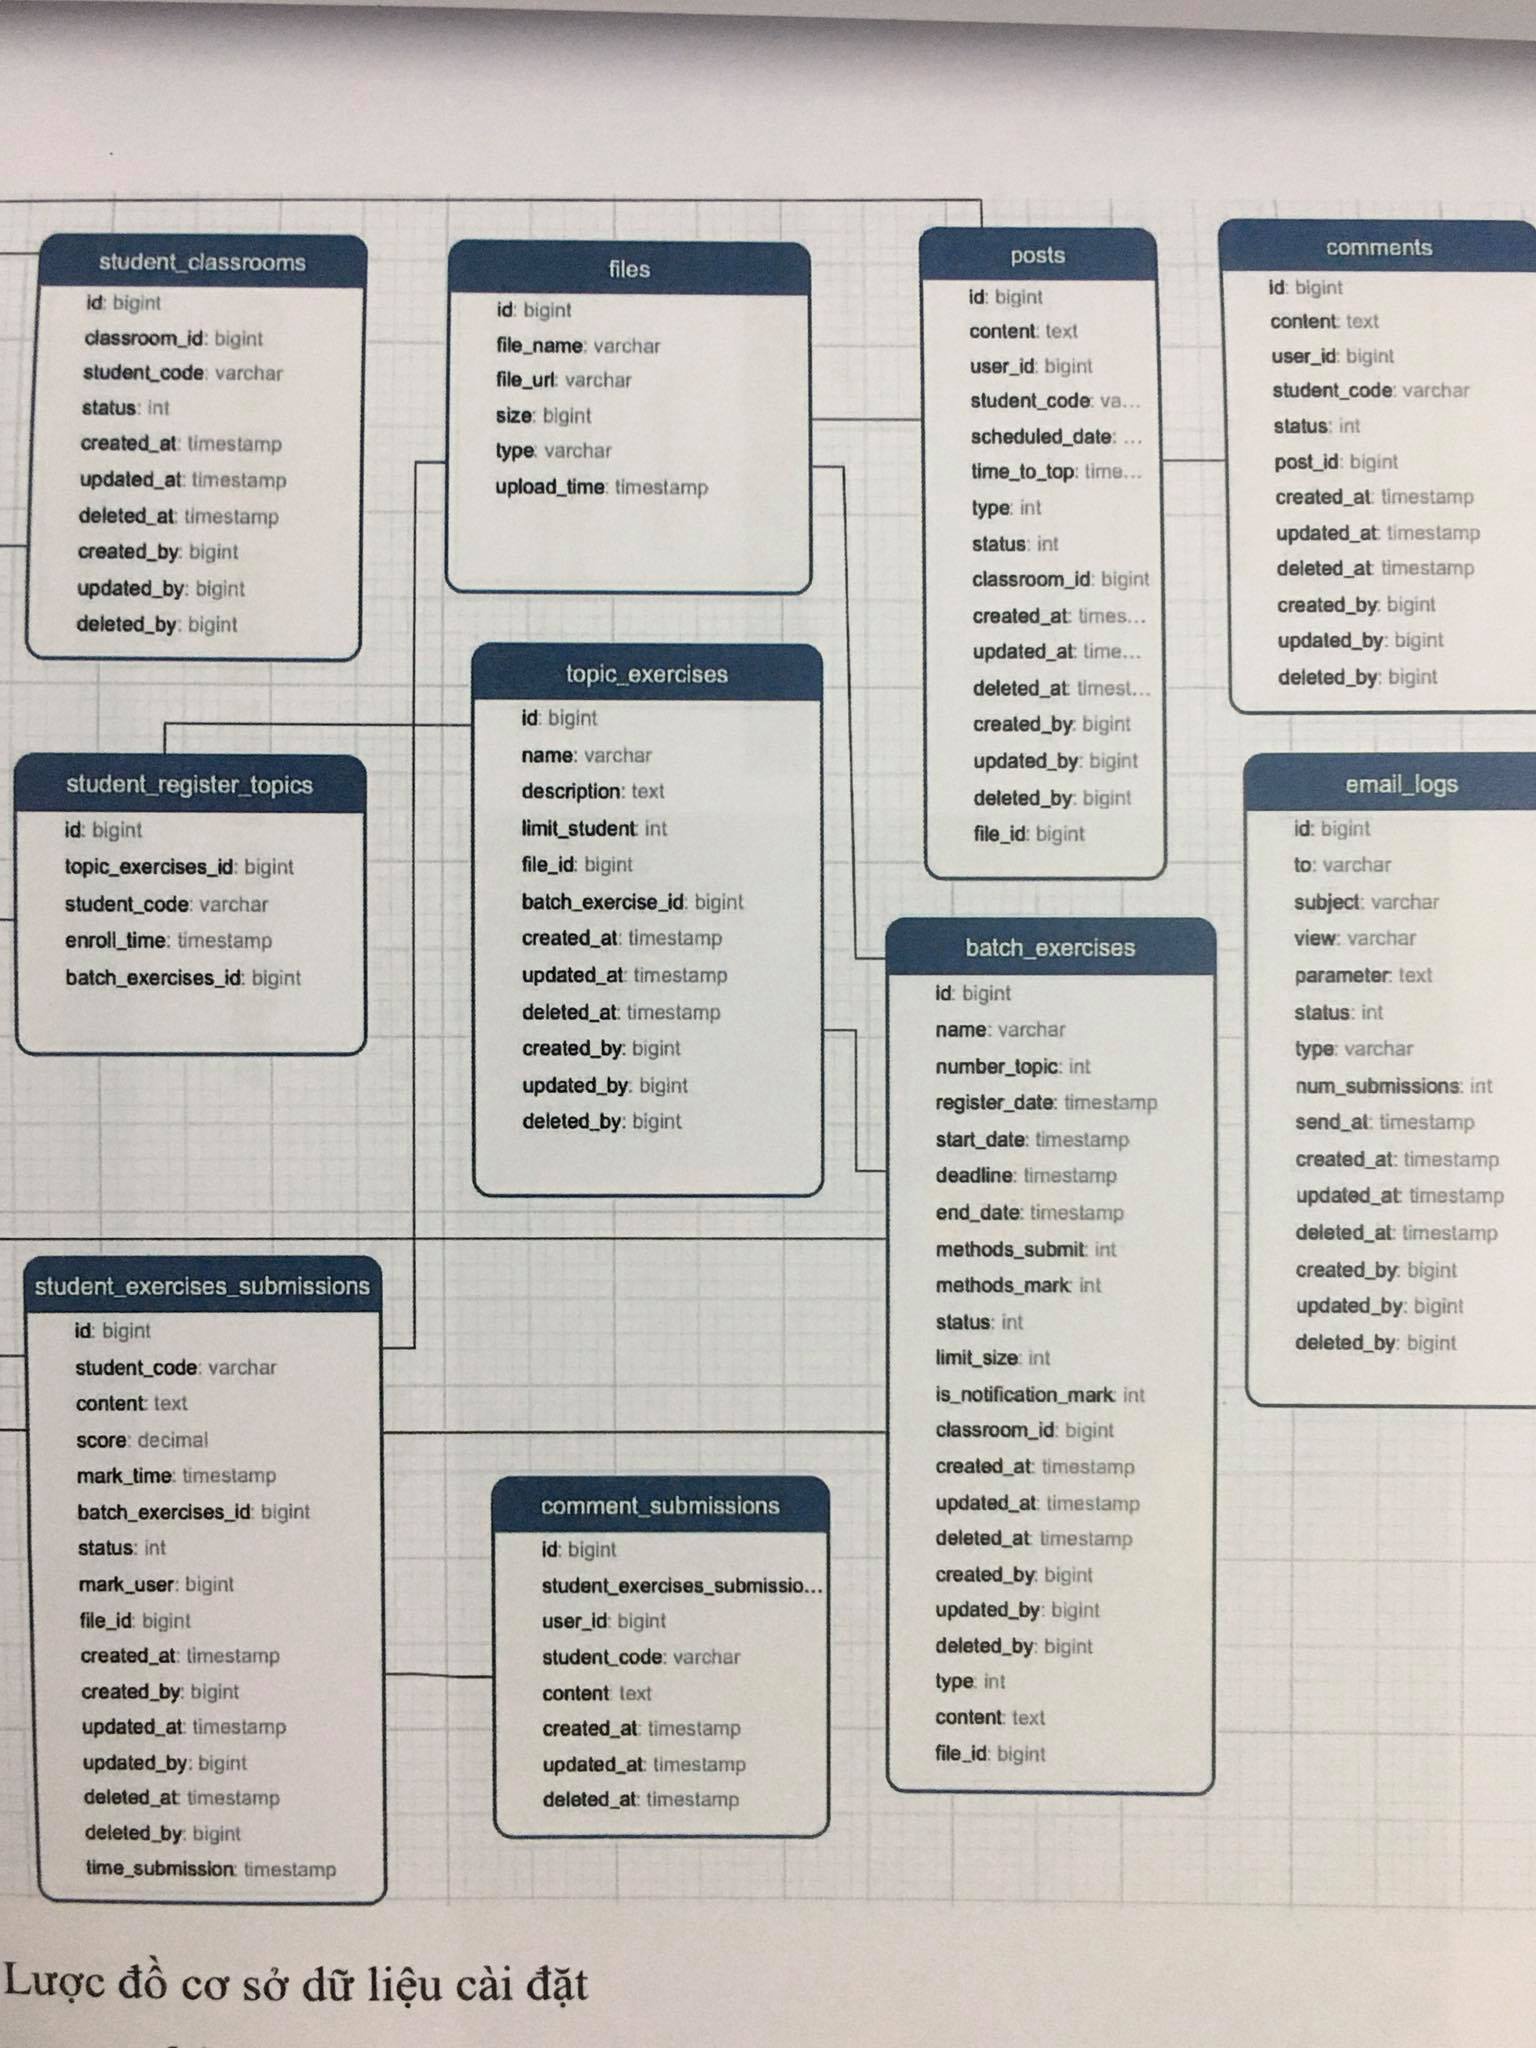 student_classrooms
id: bigint
classroom_id: bigint
student_code: varchar
status: int
created_at: timestamp
updated_at: timestamp
deleted_at: timestamp
created_by: bigint
updated_by: bigint
deleted_by: bigint
files
id: bigint
file_name: varchar
file_url: varchar
size: bigint
type: varchar
upload_time: timestamp
posts
id: bigint
content: text
user_id: bigint
student_code: va...
scheduled_date: ...
time_to_top: time...
type: int
status: int
classroom_id: bigint
created_at: times...
updated_at: time...
deleted_at: timest...
created_by: bigint
updated_by: bigint
deleted_by: bigint
file_id: bigint
comments
id: bigint
content: text
user_id: bigint
student_code: varchar
status: int
post_id: bigint
created_at: timestamp
updated_at: timestamp
deleted_at: timestamp
created_by: bigint
updated_by: bigint
deleted_by: bigint
student_register_topics
id: bigint
topic_exercises_id: bigint
student_code: varchar
enroll_time: timestamp
batch_exercises_id: bigint
topic_exercises
id: bigint
name: varchar
description: text
limit_student: int
file_id: bigint
batch_exercise_id: bigint
created_at: timestamp
updated_at: timestamp
deleted_at: timestamp
created_by: bigint
updated_by: bigint
deleted_by: bigint
batch_exercises
id: bigint
name: varchar
number_topic: int
register_date: timestamp
start_date: timestamp
deadline: timestamp
end_date: timestamp
methods_submit: int
methods_mark: int
status: int
limit_size: int
is_notification_mark: int
classroom_id: bigint
created_at: timestamp
updated_at: timestamp
deleted_at: timestamp
created_by: bigint
updated_by: bigint
deleted_by: bigint
type: int
content: text
file_id: bigint
email_logs
id: bigint
to: varchar
subject: varchar
view: varchar
parameter: text
status: int
type: varchar
num_submissions: int
send_at: timestamp
created_at: timestamp
updated_at: timestamp
deleted_at: timestamp
created_by: bigint
updated_by: bigint
deleted_by: bigint
student_exercises_submissions
id: bigint
student_code: varchar
content: text
score: decimal
mark_time: timestamp
batch_exercises_id: bigint
status: int
mark_user: bigint
file_id: bigint
created_at: timestamp
created_by: bigint
updated_at: timestamp
updated_by: bigint
deleted_at: timestamp
deleted_by: bigint
time_submission: timestamp
comment_submissions
id: bigint
student_exercises_submissio...
user_id: bigint
student_code: varchar
content: text
created_at: timestamp
updated_at: timestamp
deleted_at: timestamp
Lược đồ cơ sở dữ liệu cài đặt